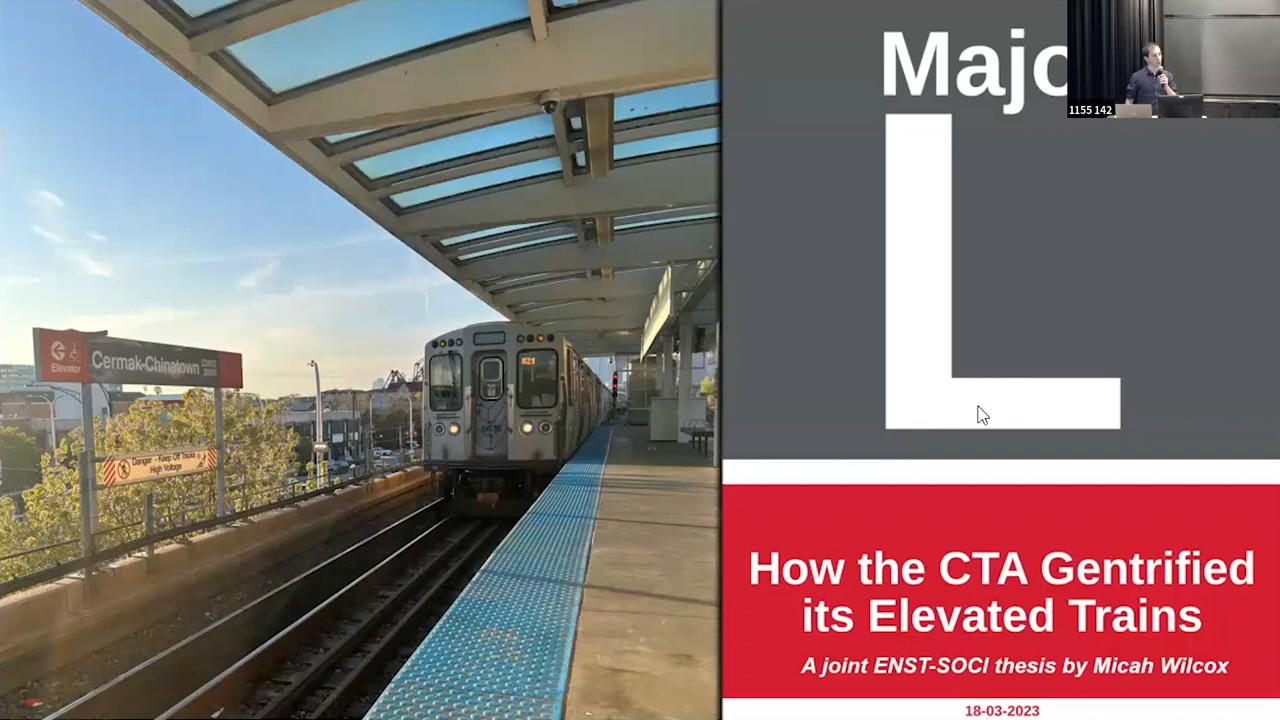 Majo
L
1155 142
Cermak-Chinatown
Elevator
Danger - Keep Off Tracks
High Voltage
821
How the CTA Gentrified
its Elevated Trains
A joint ENST-SOCI thesis by Micah Wilcox
18-03-2023